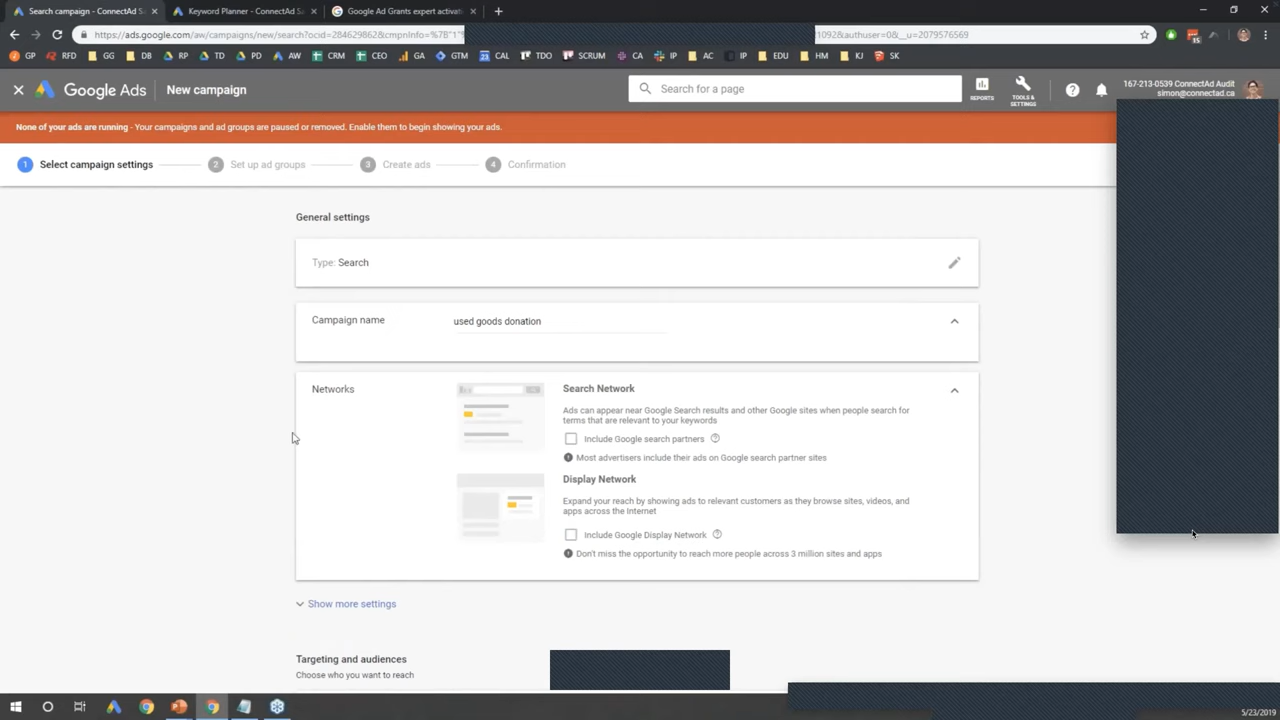 Search campaign - ConnectAd Sa
Keyword Planner - ConnectAd Sa
Google Ad Grants expert activat
https://ads.google.com/aw/campaigns/new/search?ocid=284629862&cmpnInfo=%7B"1"
1092&authuser=0&__u=2079576569
GP RFD GG DB RP TD PD AW CRM CEO GA GTM CAL TDO SCRUM CA IP AC IP EDU HM KJ SK
Google Ads
New campaign
Search for a page
REPORTS
TOOLS &
SETTINGS
167-213-0539 ConnectAd Audit
simon@connectad.ca
None of your ads are running - Your campaigns and ad groups are paused or removed. Enable them to begin showing your ads.
1 Select campaign settings
2 Set up ad groups
3 Create ads
4 Confirmation
General settings
Type: Search
Campaign name
used goods donation
Networks
Search Network
Ads can appear near Google Search results and other Google sites when people search for
terms that are relevant to your keywords
Include Google search partners
Most advertisers include their ads on Google search partner sites
Display Network
Expand your reach by showing ads to relevant customers as they browse sites, videos, and
apps across the Internet
Include Google Display Network
Don't miss the opportunity to reach more people across 3 million sites and apps
Show more settings
Targeting and audiences
Choose who you want to reach
5/23/2019